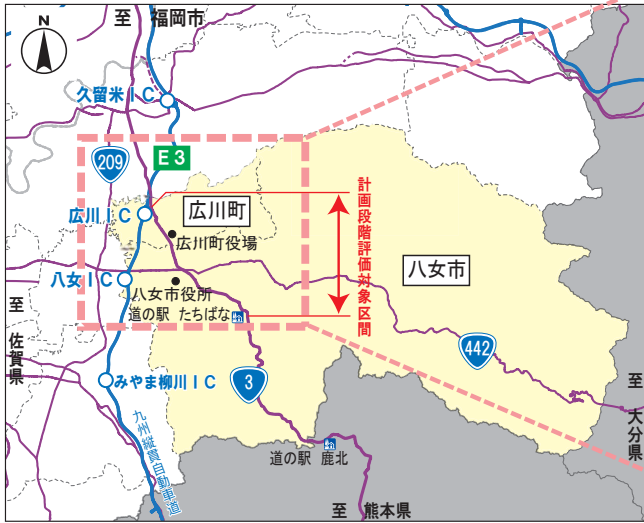 N
至 福岡市
久留米IC
209
E3
広川IC
広川町
広川町役場
計画段階評価対象区間
八女市
八女IC
八女市役所
道の駅 たちばな
至 佐賀県
442
みやま柳川IC
3
至 大分県
九州縦貫自動車道
道の駅 鹿北
至 熊本県